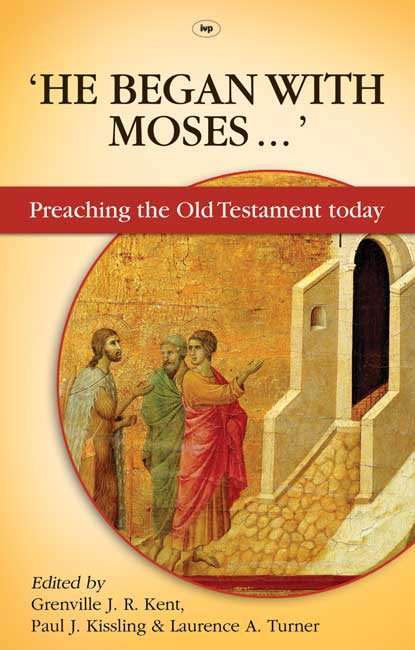 ivp
‘HE BEGAN WITH
MOSES ... ’
Preaching the Old Testament today
Edited by
Grenville J. R. Kent,
Paul J. Kissling & Laurence A. Turner